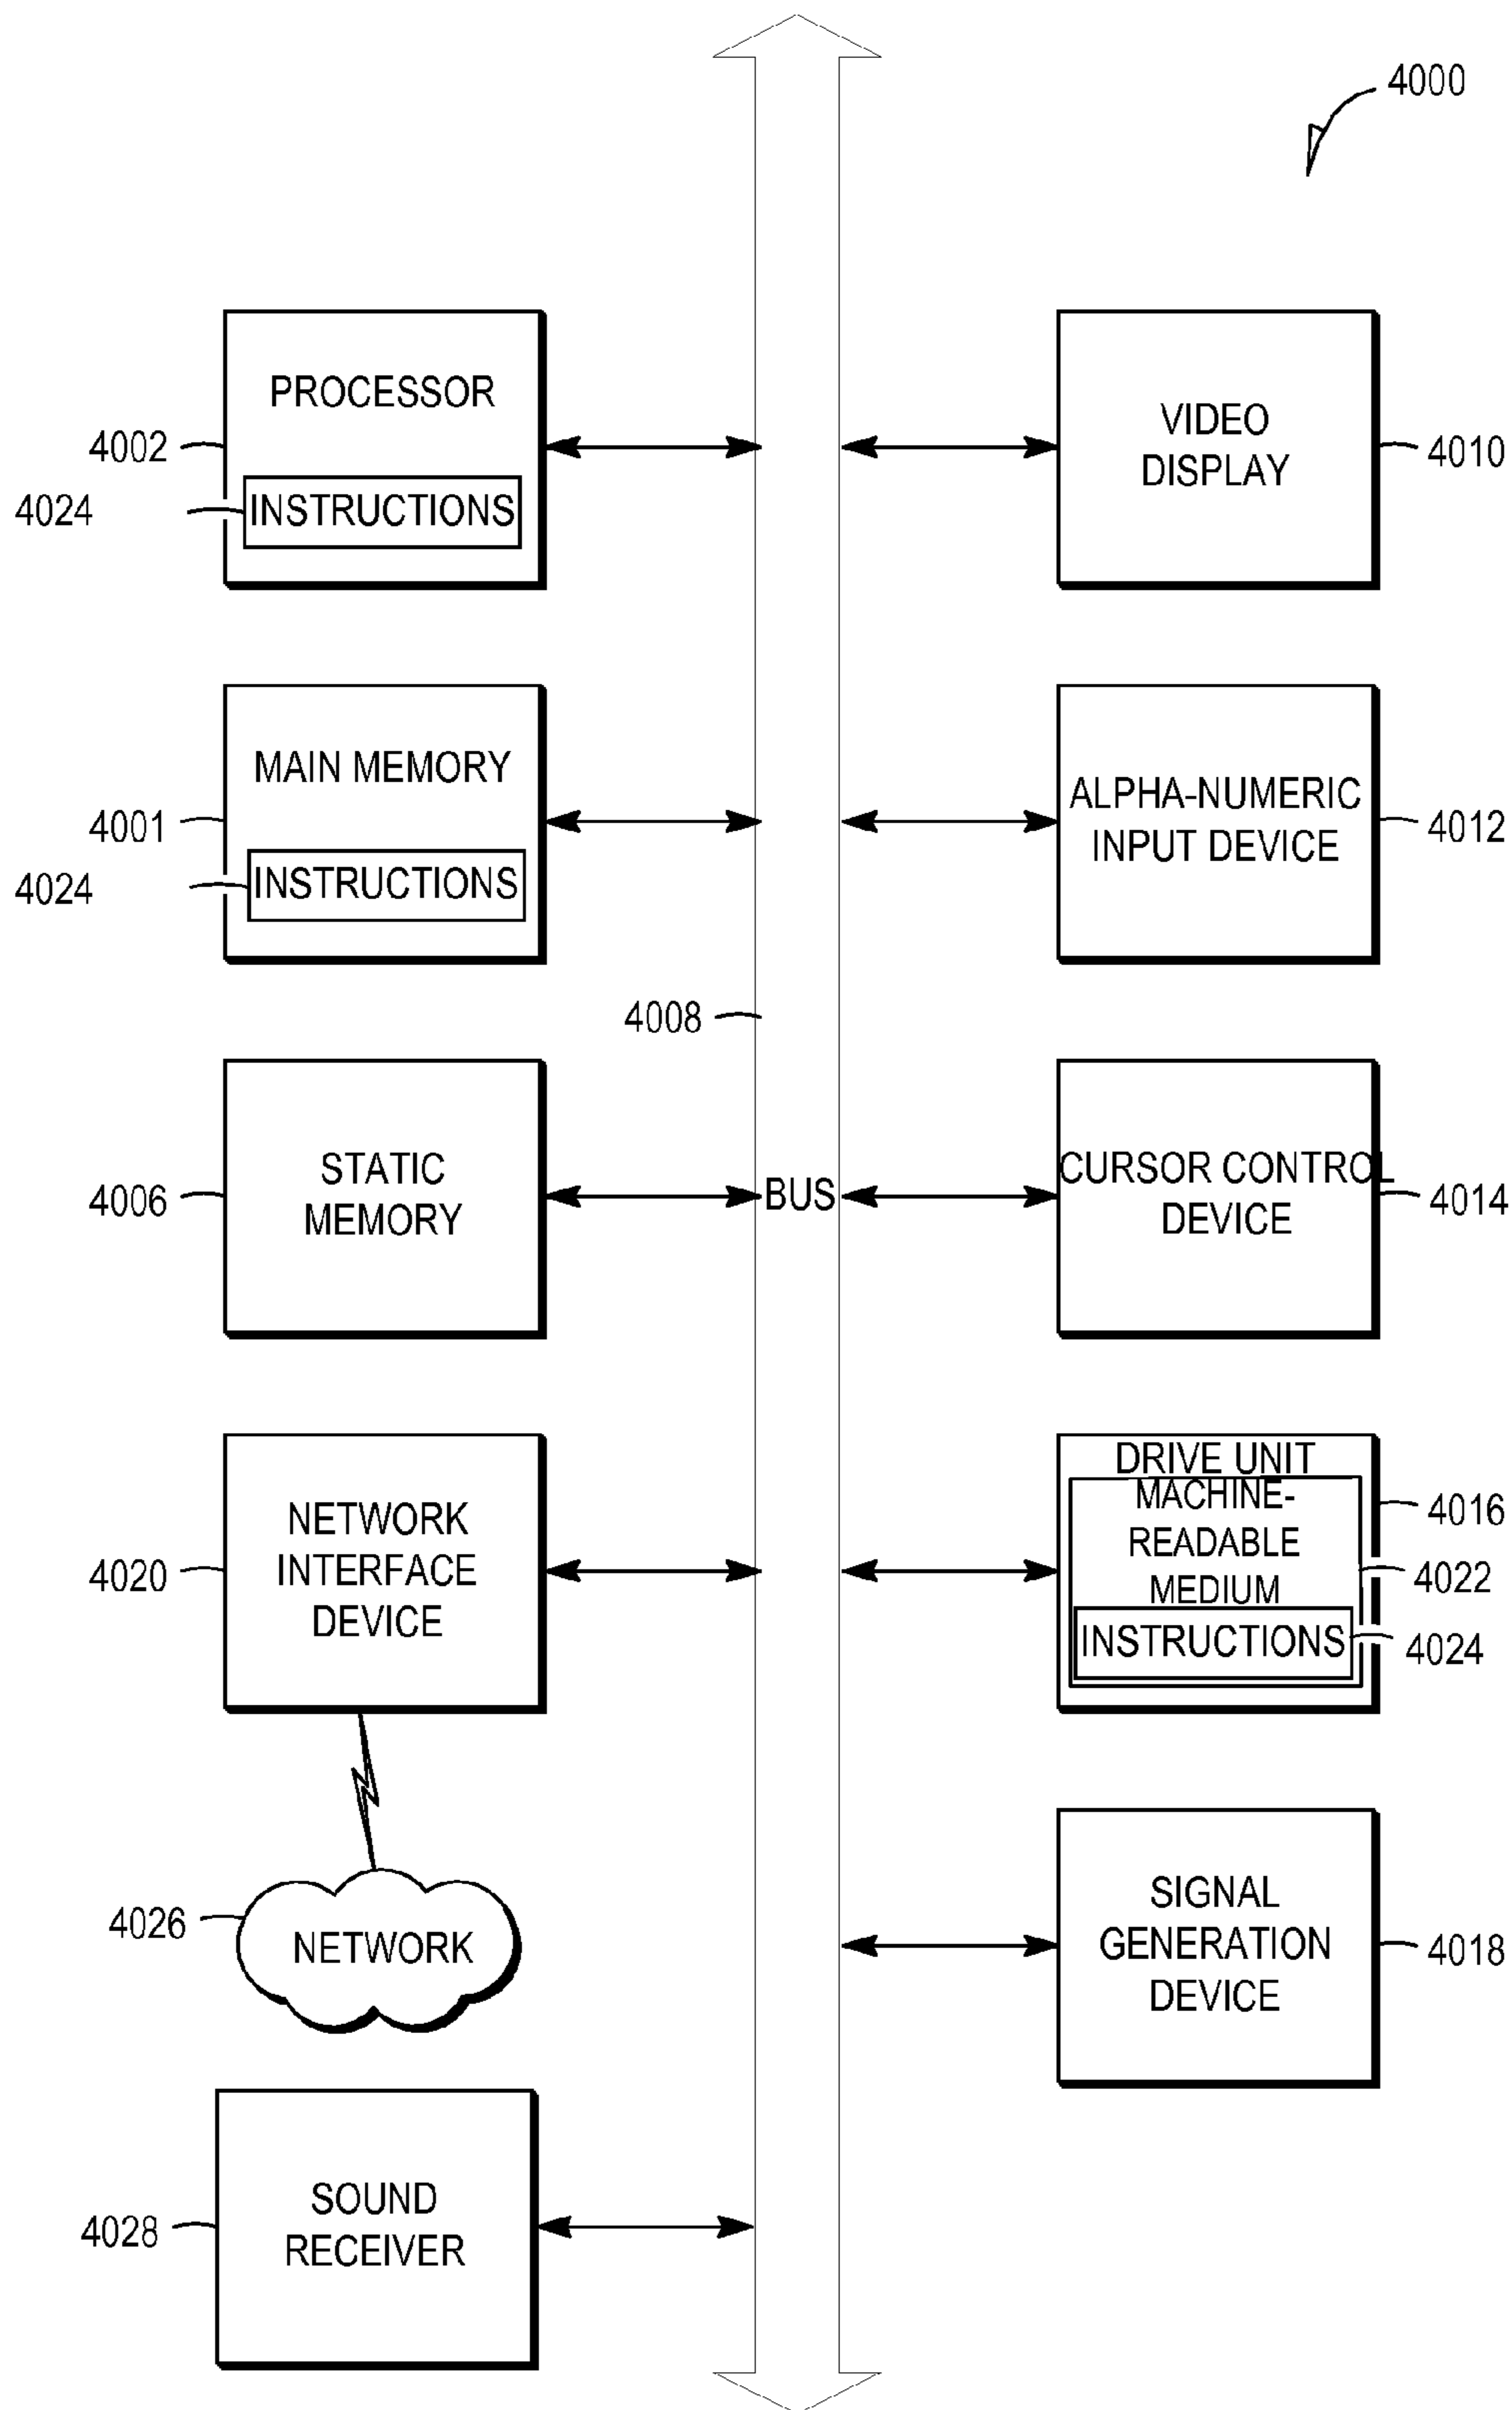 4000
PROCESSOR
4002
4024
INSTRUCTIONS
VIDEO
DISPLAY
4010
MAIN MEMORY
4001
4024
INSTRUCTIONS
ALPHA-NUMERIC
INPUT DEVICE
4012
4008
STATIC
MEMORY
4006
BUS
CURSOR CONTROL
DEVICE
4014
NETWORK
INTERFACE
DEVICE
4020
DRIVE UNIT
MACHINE-
READABLE
MEDIUM
INSTRUCTIONS
4016
4022
4024
4026
NETWORK
SIGNAL
GENERATION
DEVICE
4018
SOUND
RECEIVER
4028